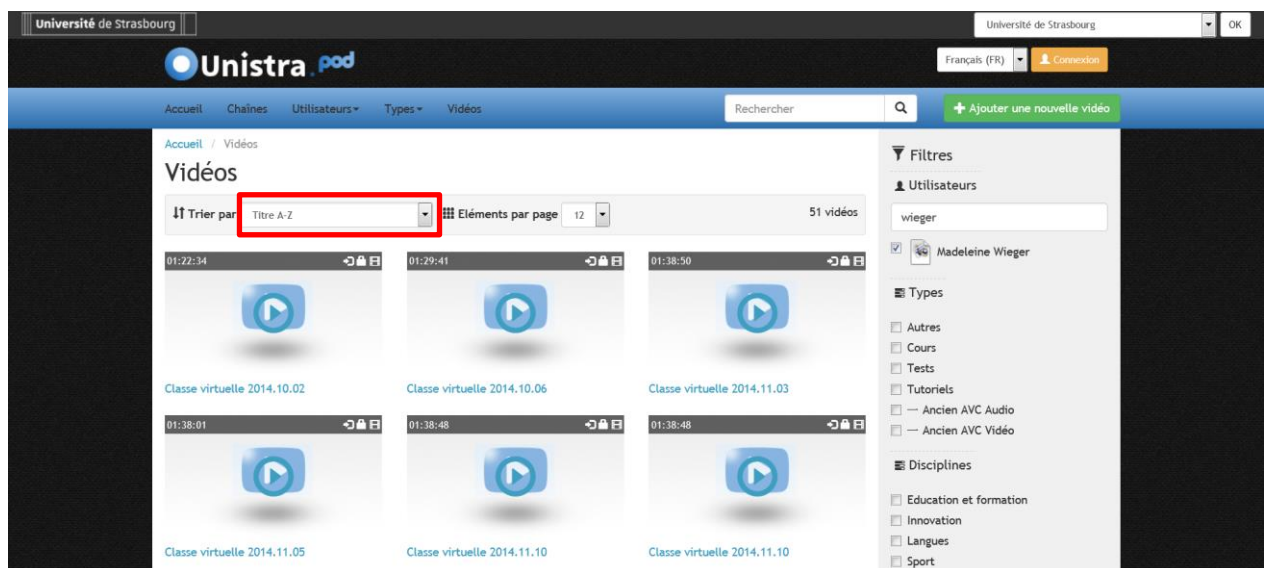 Université de Strasbourg
Université de Strasbourg OK
Unistra.pod
Français (FR) Connexion
Accueil Chaînes Utilisateurs Types Vidéos Rechercher Ajouter une nouvelle vidéo
Accueil / Vidéos
Vidéos
Trier par Titre A-Z Eléments par page 12 51 vidéos
01:22:34 01:29:41 01:38:50
Classe virtuelle 2014.10.02 Classe virtuelle 2014.10.06 Classe virtuelle 2014.11.03
01:38:01 01:38:48 01:38:48
Classe virtuelle 2014.11.05 Classe virtuelle 2014.11.10 Classe virtuelle 2014.11.10
Filtres
Utilisateurs
wieger
Madeleine Wieger
Types
Autres
Cours
Tests
Tutoriels
— Ancien AVC Audio
— Ancien AVC Vidéo
Disciplines
Education et formation
Innovation
Langues
Sport